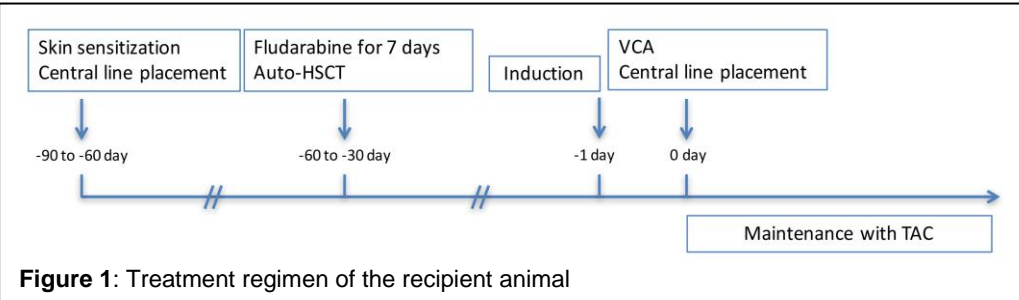 Skin sensitization
Central line placement
Fludarabine for 7 days
Auto-HSCT
Induction
VCA
Central line placement
-90 to -60 day
-60 to -30 day
-1 day
0 day
Maintenance with TAC
Figure 1: Treatment regimen of the recipient animal